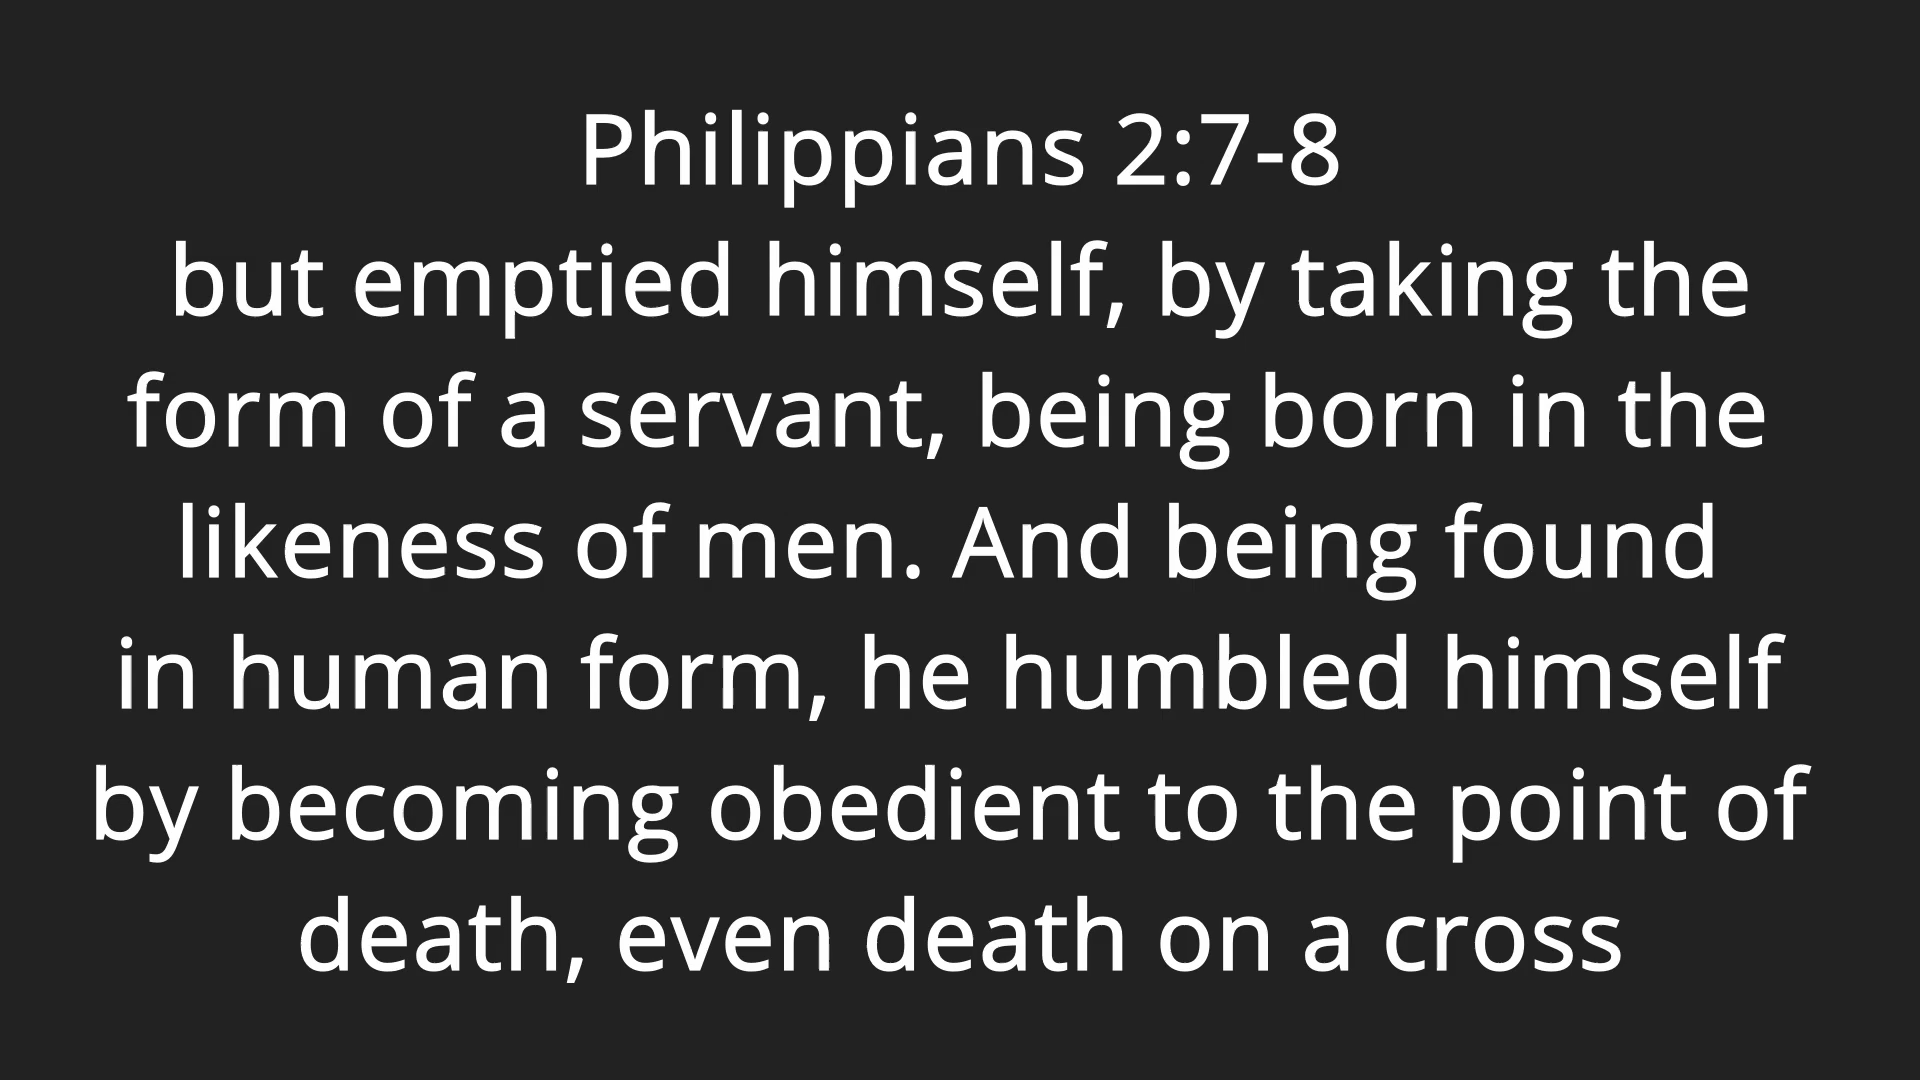 Philippians 2:7-8
but emptied himself, by taking the
form of a servant, being born in the
likeness of men. And being found
in human form, he humbled himself
by becoming obedient to the point of
death, even death on a cross